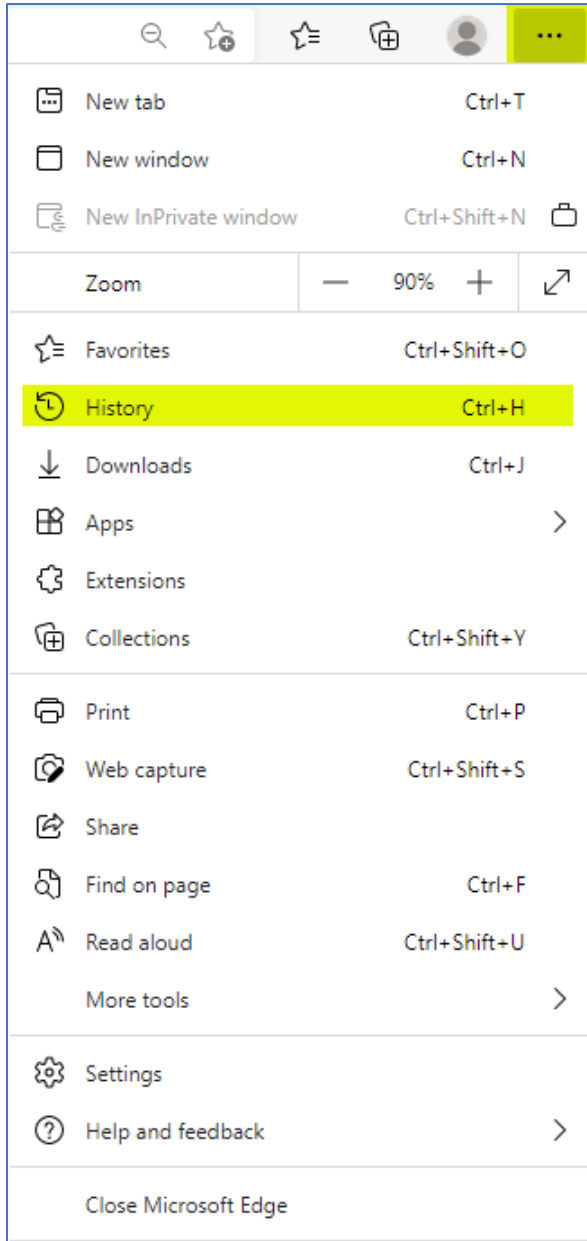 New tab Ctrl+T
New window Ctrl+N
New InPrivate window Ctrl+Shift+N
Zoom — 90% +
Favorites Ctrl+Shift+O
History Ctrl+H
Downloads Ctrl+J
Apps
Extensions
Collections Ctrl+Shift+Y
Print Ctrl+P
Web capture Ctrl+Shift+S
Share
Find on page Ctrl+F
Read aloud Ctrl+Shift+U
More tools
Settings
Help and feedback
Close Microsoft Edge